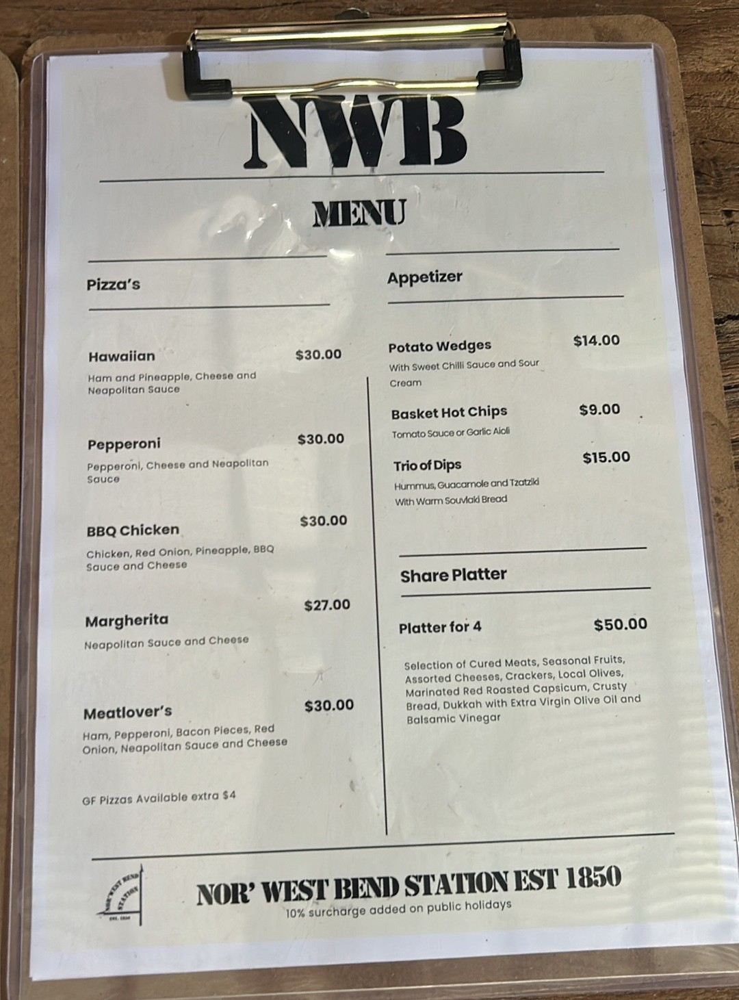 NWB
MENU
Pizza's
Hawaiian $30.00
Ham and Pineapple, Cheese and
Neapolitan Sauce
Pepperoni $30.00
Pepperoni, Cheese and Neapolitan
Sauce
BBQ Chicken $30.00
Chicken, Red Onion, Pineapple, BBQ
Sauce and Cheese
Margherita $27.00
Neapolitan Sauce and Cheese
Meatlover's $30.00
Ham, Pepperoni, Bacon Pieces, Red
Onion, Neapolitan Sauce and Cheese
GF Pizzas Available extra $4
Appetizer
Potato Wedges $14.00
With Sweet Chilli Sauce and Sour
Cream
Basket Hot Chips $9.00
Tomato Sauce or Garlic Aioli
Trio of Dips $15.00
Hummus, Guacamole and Tzatziki
With Warm Souvlaki Bread
Share Platter
Platter for 4 $50.00
Selection of Cured Meats, Seasonal Fruits,
Assorted Cheeses, Crackers, Local Olives,
Marinated Red Roasted Capsicum, Crusty
Bread, Dukkah with Extra Virgin Olive Oil and
Balsamic Vinegar
NOR'WEST BEND
STATION
EST. 1850
NOR' WEST BEND STATION EST 1850
10% surcharge added on public holidays